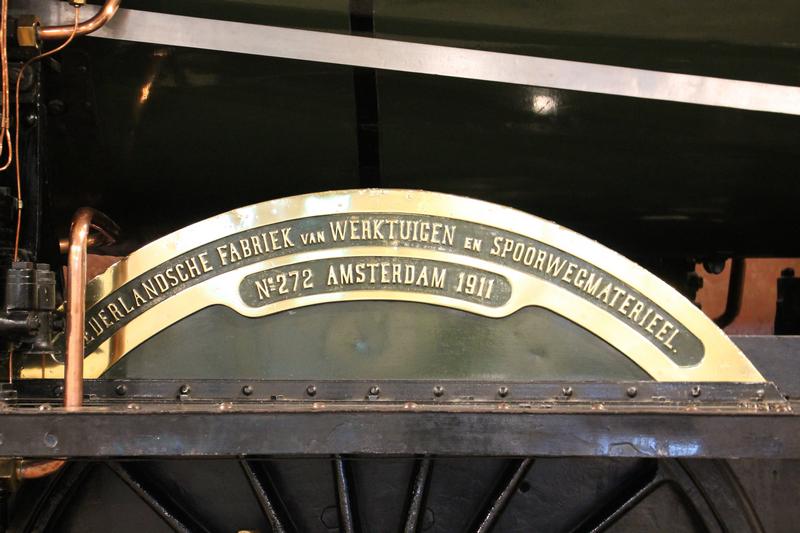 EDERLANDSCHE FABRIEK VAN WERKTUIGEN EN SPOORWEGMATERIEEL.
Nº272 AMSTERDAM 1911